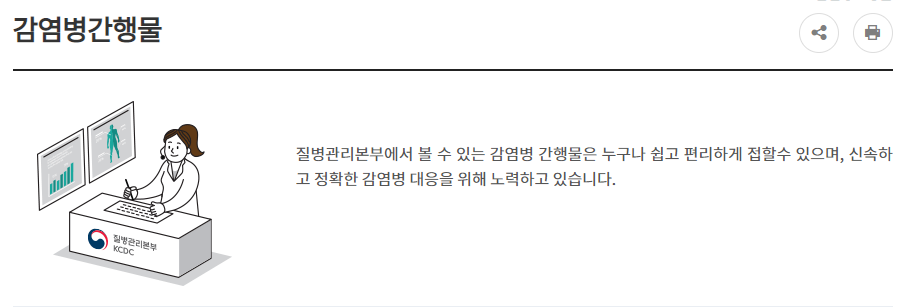 감염병간행물
질병관리본부에서 볼 수 있는 감염병 간행물은 누구나 쉽고 편리하게 접할수 있으며, 신속하
고 정확한 감염병 대응을 위해 노력하고 있습니다.
질병관리본부
KCDC